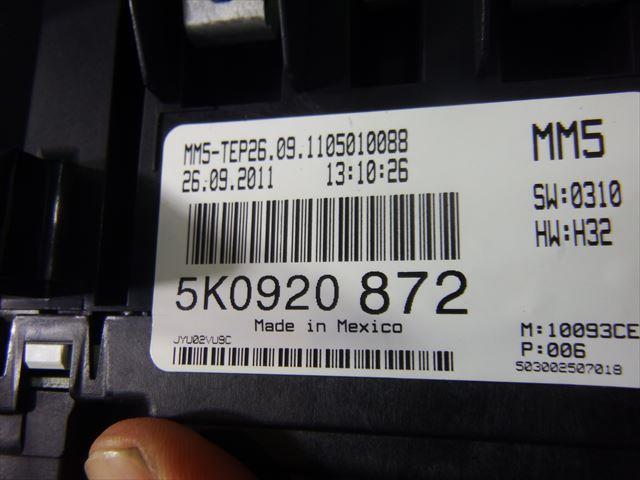 MM5-TEP26.09.1105010088
26.09.2011 13:10:26
5K0920 872
Made in Mexico
JYU02VU9C
MM5
SW:0310
HW:H32
M:10093CE
P:006
503002507018